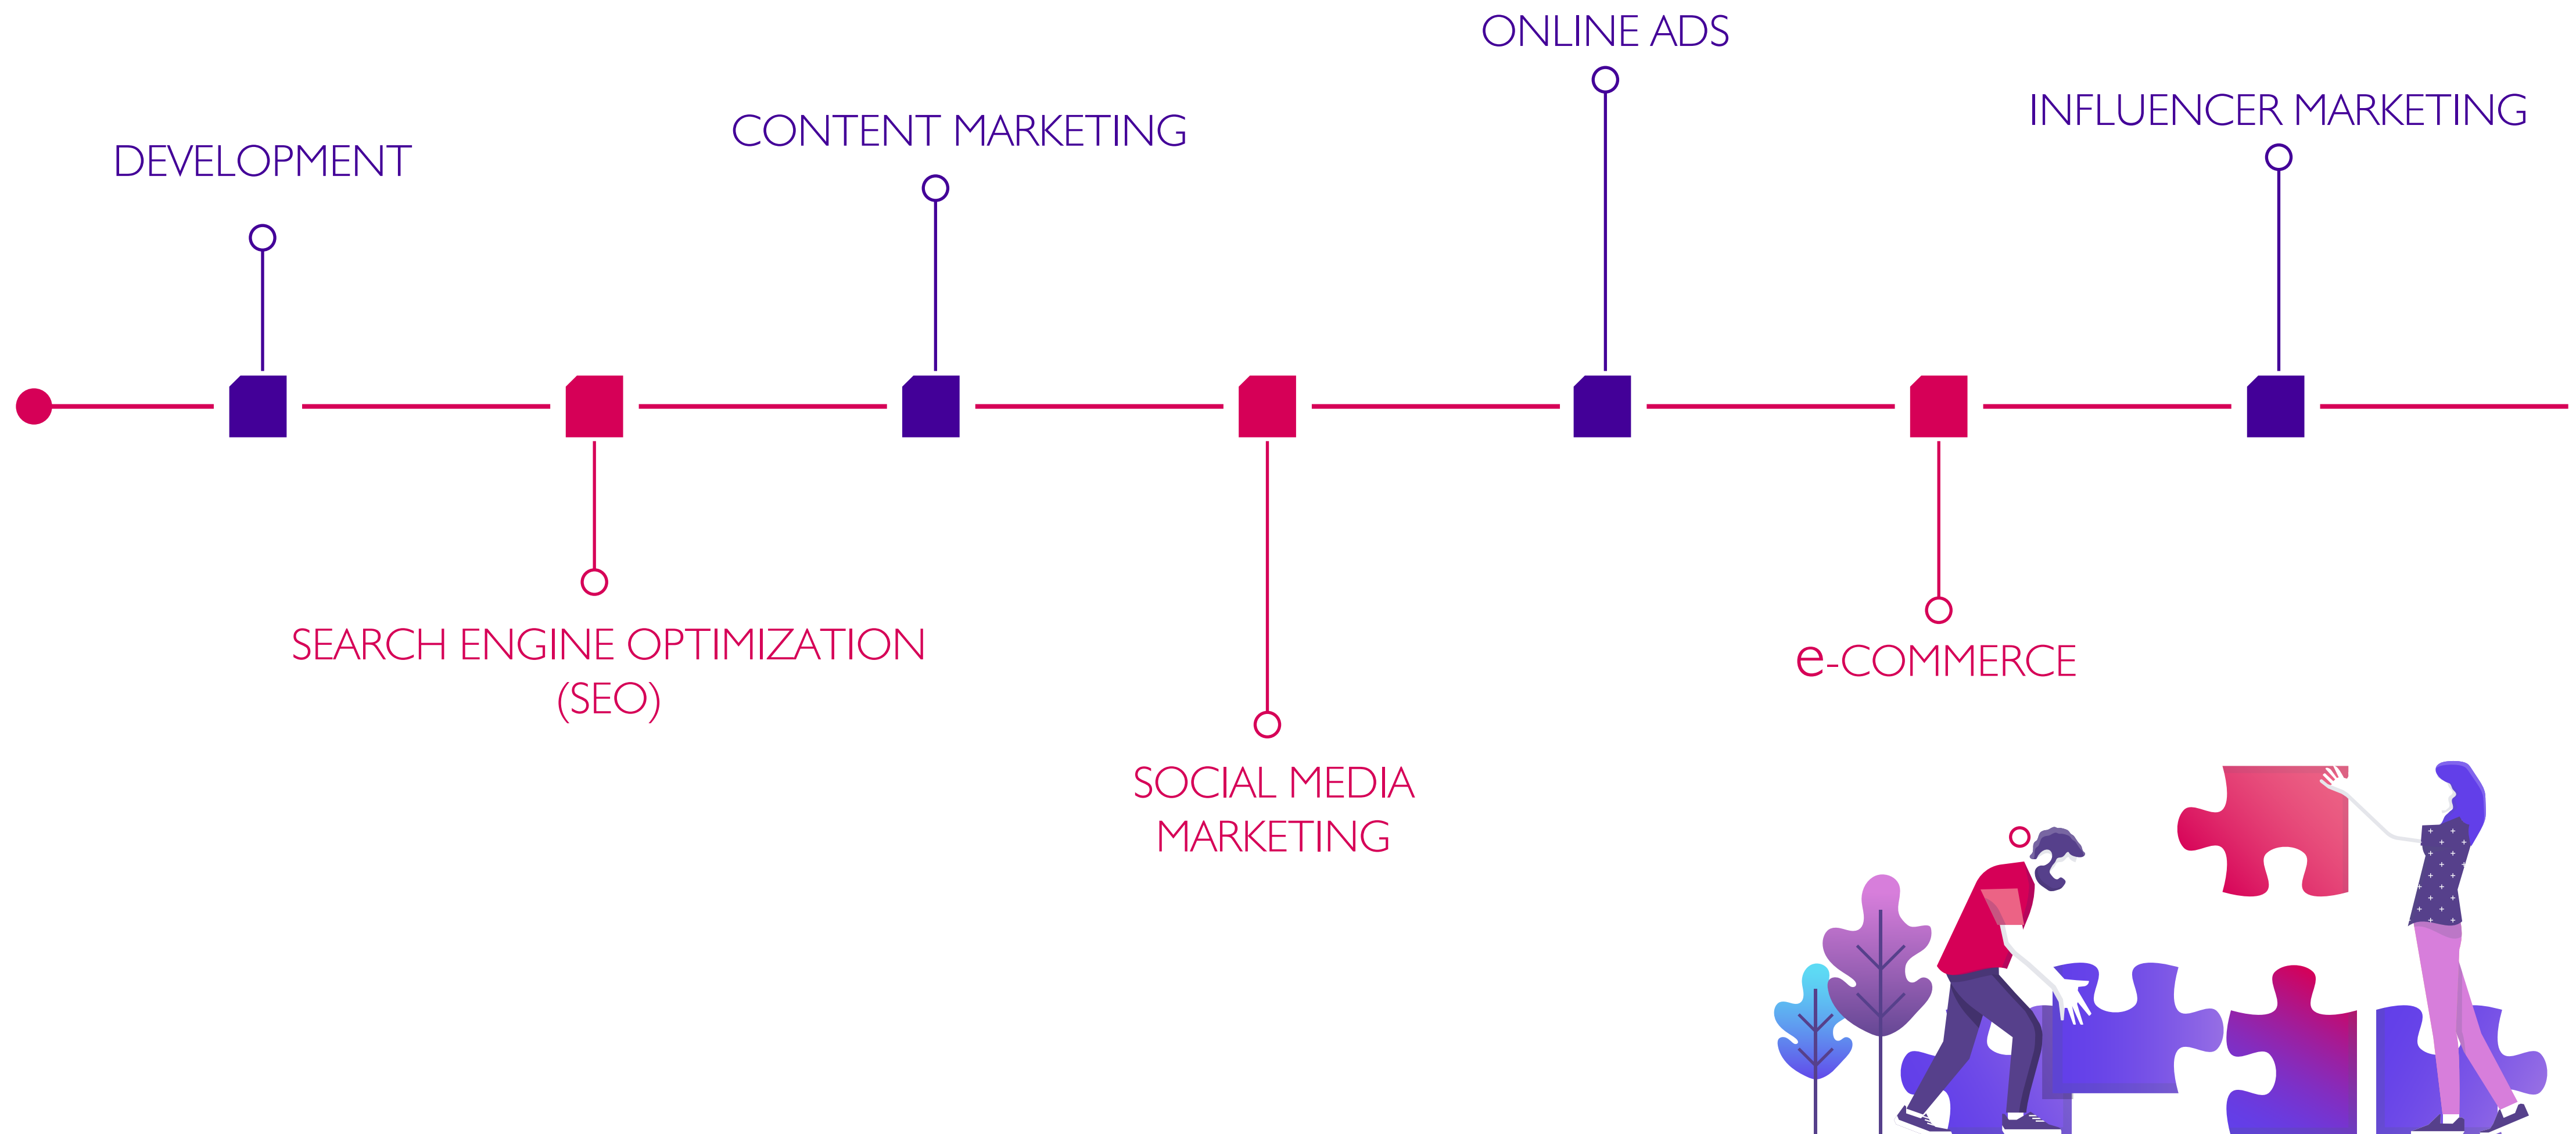 DEVELOPMENT
SEARCH ENGINE OPTIMIZATION
(SEO)
CONTENT MARKETING
SOCIAL MEDIA
MARKETING
ONLINE ADS
e-COMMERCE
INFLUENCER MARKETING